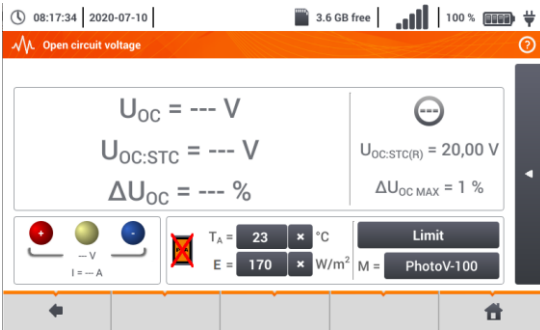 08:17:34 2020-07-10 3.6 GB free 100 %
Open circuit voltage ?
UOC = --- V
UOC:STC = --- V
ΔUOC = --- %
---
UOC:STC(R) = 20,00 V
ΔUOC MAX = 1 %
+ -
--- V
I = --- A
TA = 23 × °C
E = 170 × W/m²
Limit
M = PhotoV-100